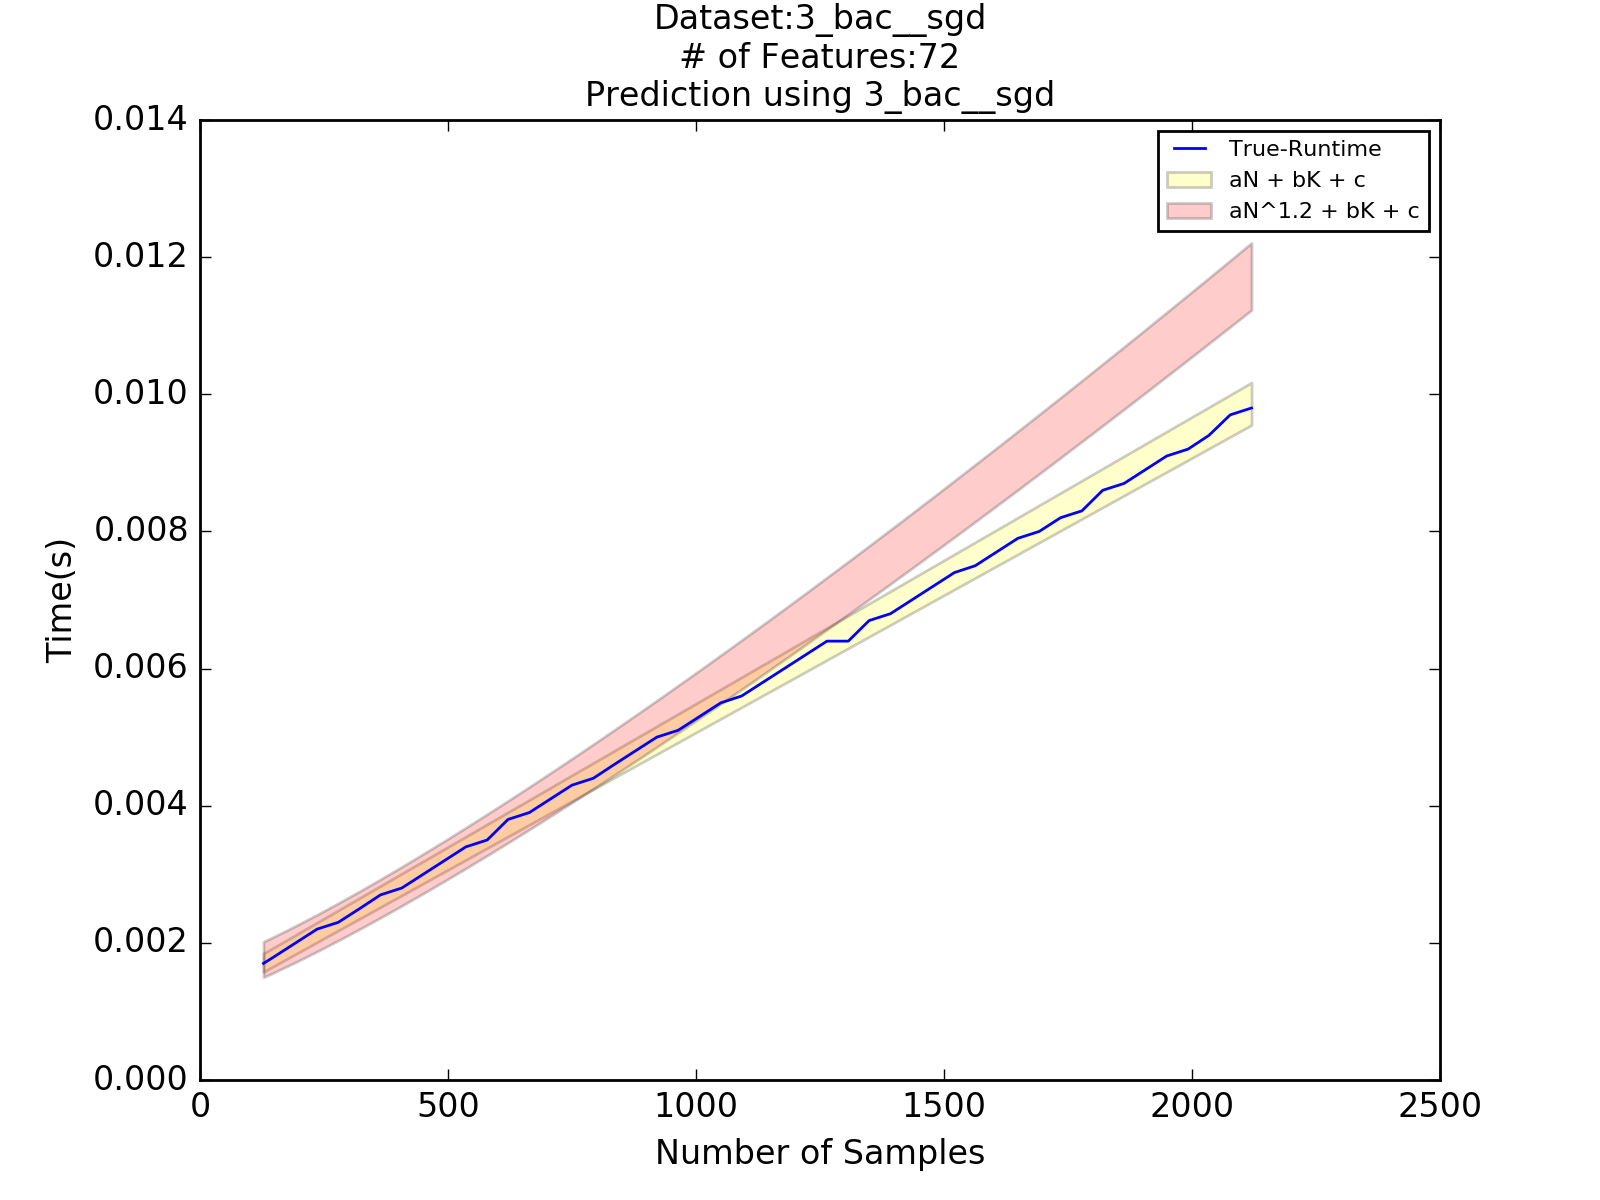 Dataset:3_bac__sgd
# of Features:72
Prediction using 3_bac__sgd
True-Runtime
aN + bK + c
aN^1.2 + bK + c
0.014
0.012
0.010
0.008
0.006
0.004
0.002
0.000
Time(s)
0 500 1000 1500 2000 2500
Number of Samples